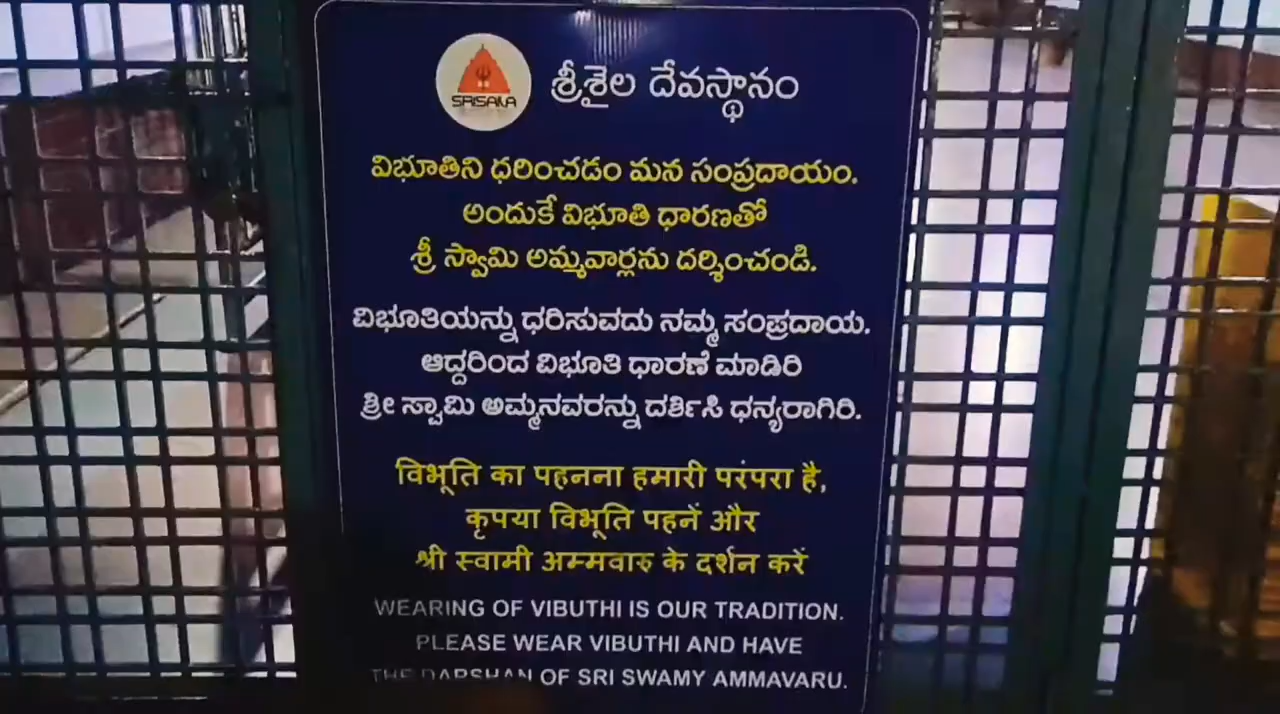 SRISAILA
శ్రీశైల దేవస్థానం
విభూతిని ధరించడం మన సంప్రదాయం.
అందుకే విభూతి ధారణతో
శ్రీ స్వామి అమ్మవార్లను దర్శించండి.
ವಿಭೂತಿಯನ್ನು ಧರಿಸುವದು ನಮ್ಮ ಸಂಪ್ರದಾಯ.
ಆದ್ದರಿಂದ ವಿಭೂತಿ ಧಾರಣೆ ಮಾಡಿರಿ
ಶ್ರೀ ಸ್ವಾಮಿ ಅಮ್ಮನವರನ್ನು ದರ್ಶಿಸಿ ಧನ್ಯರಾಗಿರಿ.
विभूति का पहनना हमारी परंपरा है,
कृपया विभूति पहनें और
श्री स्वामी अम्मवारु के दर्शन करें
WEARING OF VIBUTHI IS OUR TRADITION.
PLEASE WEAR VIBUTHI AND HAVE
THE DARSHAN OF SRI SWAMY AMMAVARU.